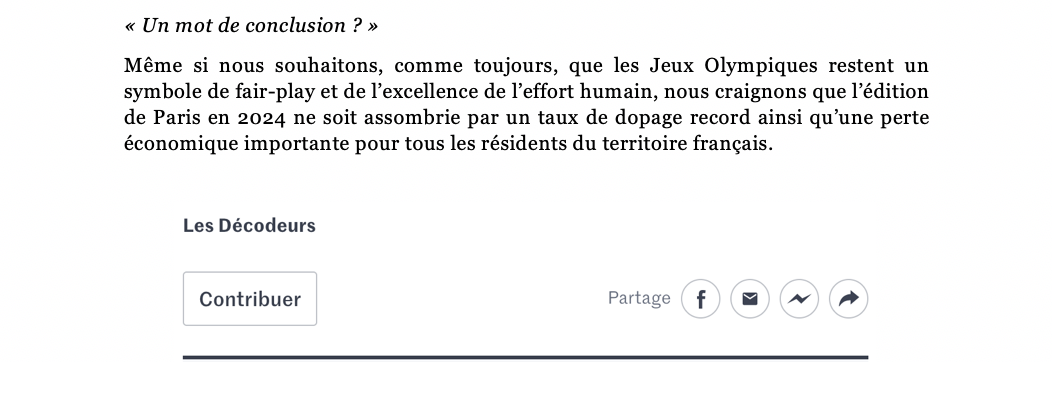 « Un mot de conclusion ? »
Même si nous souhaitons, comme toujours, que les Jeux Olympiques restent un
symbole de fair-play et de l’excellence de l’effort humain, nous craignons que l’édition
de Paris en 2024 ne soit assombrie par un taux de dopage record ainsi qu’une perte
économique importante pour tous les résidents du territoire français.
Les Décodeurs
Contribuer
Partage